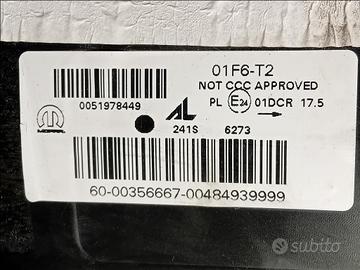 01F6-T2
NOT CCC APPROVED
0051978449
PL E24 01DCR 17.5
MOPAR
AL
241S 6273
60-00356667-00484939999
subito